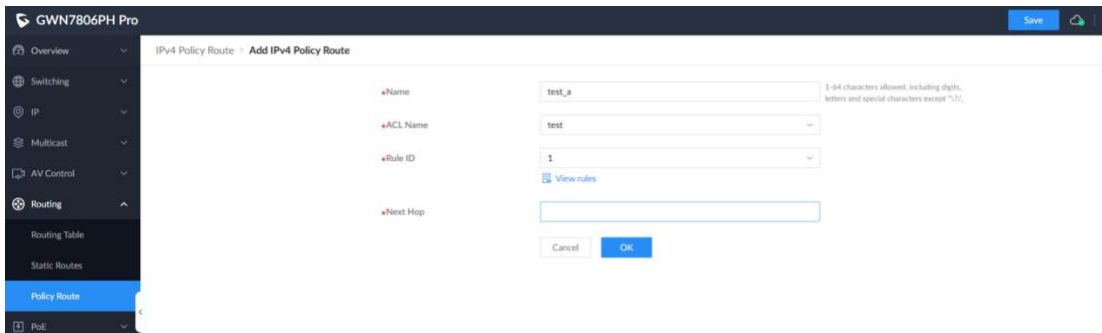 GWN7806PH Pro
Save
Overview
IPv4 Policy Route > Add IPv4 Policy Route
Switching
*Name
test_a
1-64 characters allowed, including digits,
letters and special characters except
IP
*ACL Name
test
Multicast
*Rule ID
1
AV Control
View rules
Routing
*Next Hop
Routing Table
Cancel
OK
Static Routes
Policy Route
PoE